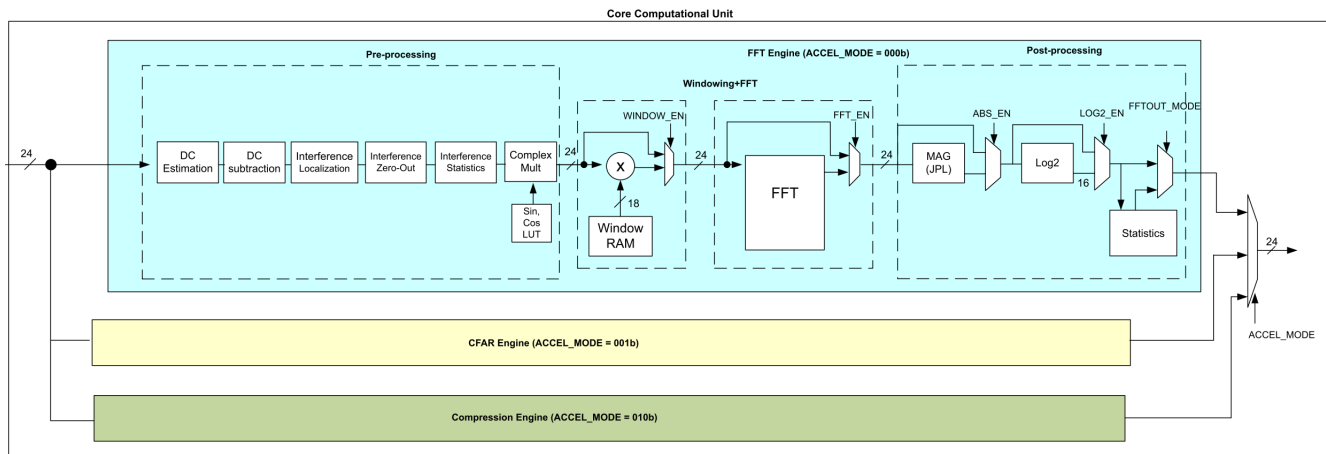 Core Computational Unit
FFT Engine (ACCEL_MODE = 000b)
Pre-processing
Post-processing
Windowing+FFT
24
DC
Estimation
DC
subtraction
Interference
Localization
Interference
Zero-Out
Interference
Statistics
Complex
Mult
Sin,
Cos
LUT
24
WINDOW_EN
X
18
Window
RAM
24
FFT_EN
FFT
24
MAG
(JPL)
ABS_EN
Log2
16
LOG2_EN
FFTOUT_MODE
Statistics
24
ACCEL_MODE
CFAR Engine (ACCEL_MODE = 001b)
Compression Engine (ACCEL_MODE = 010b)